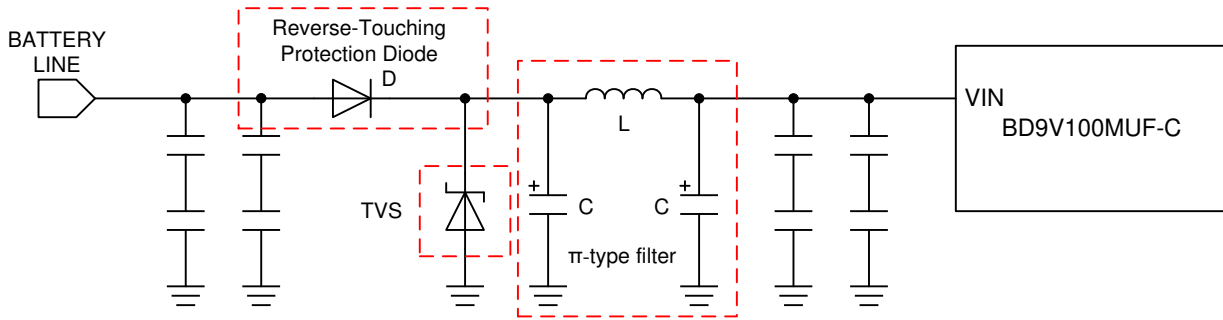 BATTERY
LINE
Reverse-Touching
Protection Diode
D
TVS
+
C
L
+
C
π-type filter
VIN
BD9V100MUF-C